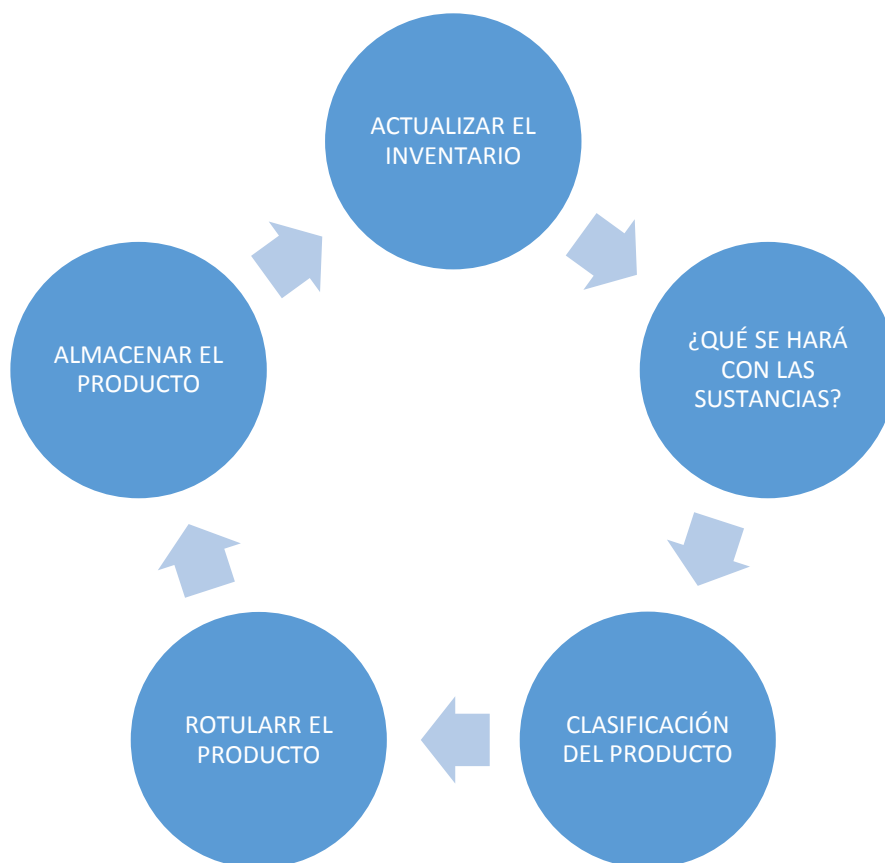 ACTUALIZAR EL
INVENTARIO
¿QUÉ SE HARÁ
CON LAS
SUSTANCIAS?
CLASIFICACIÓN
DEL PRODUCTO
ROTULARR EL
PRODUCTO
ALMACENAR EL
PRODUCTO